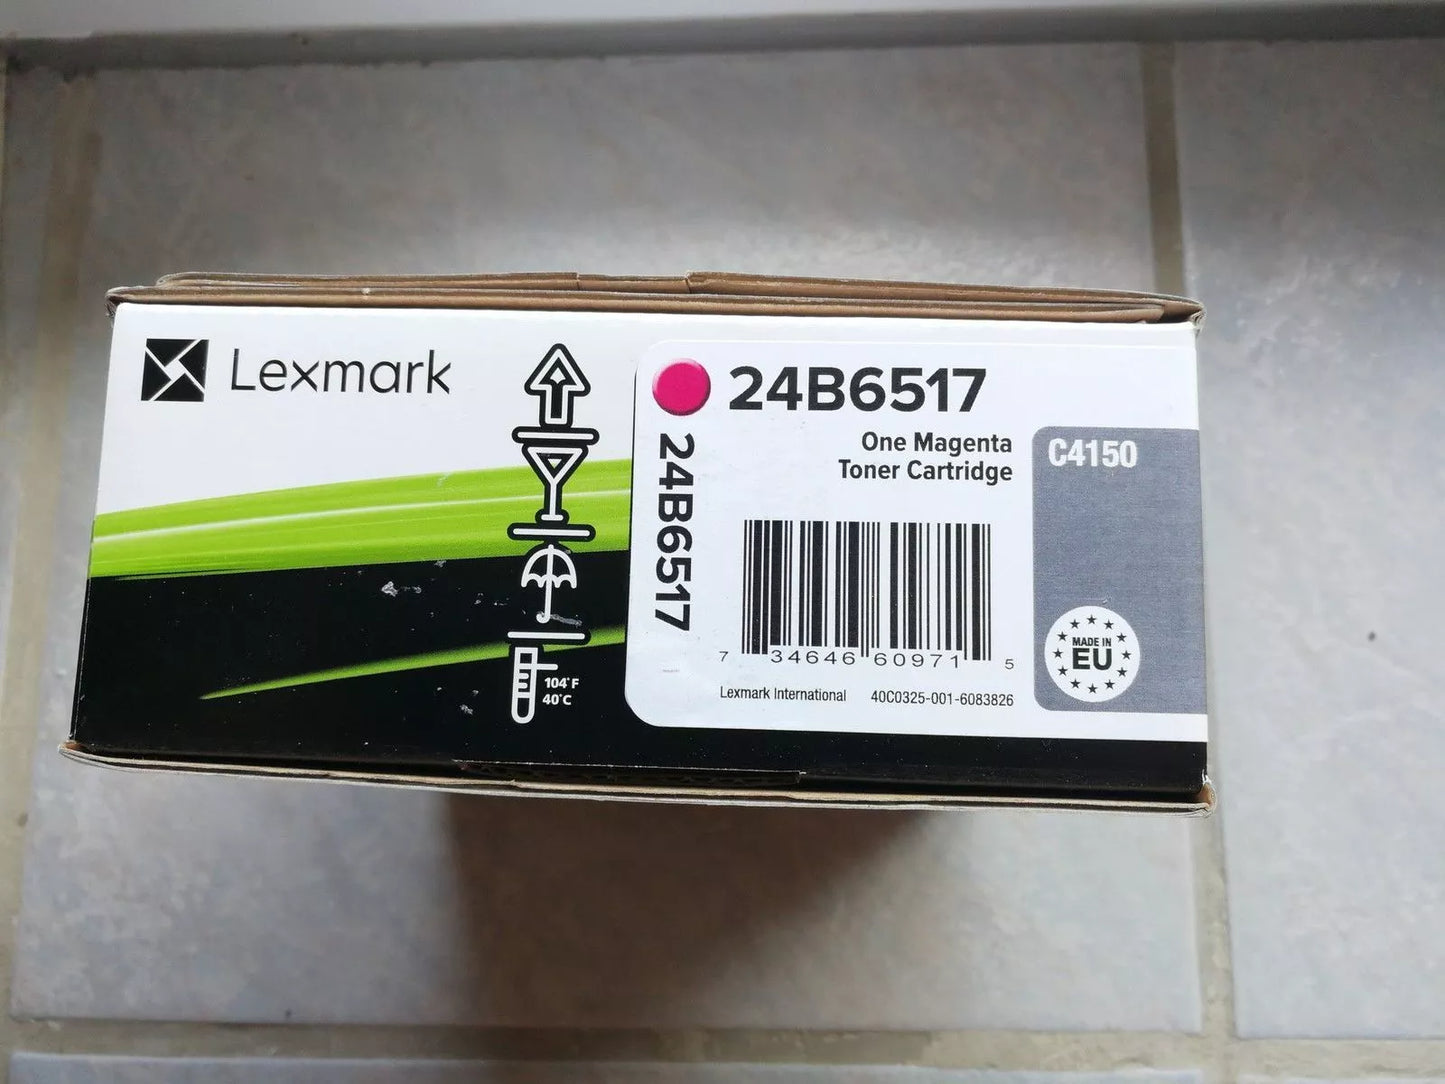 Lexmark
24B6517
One Magenta
Toner Cartridge
C4150
24B6517
7 34646 60971 5
MADE IN
EU
104°F
40°C
Lexmark International 40C0325-001-6083826